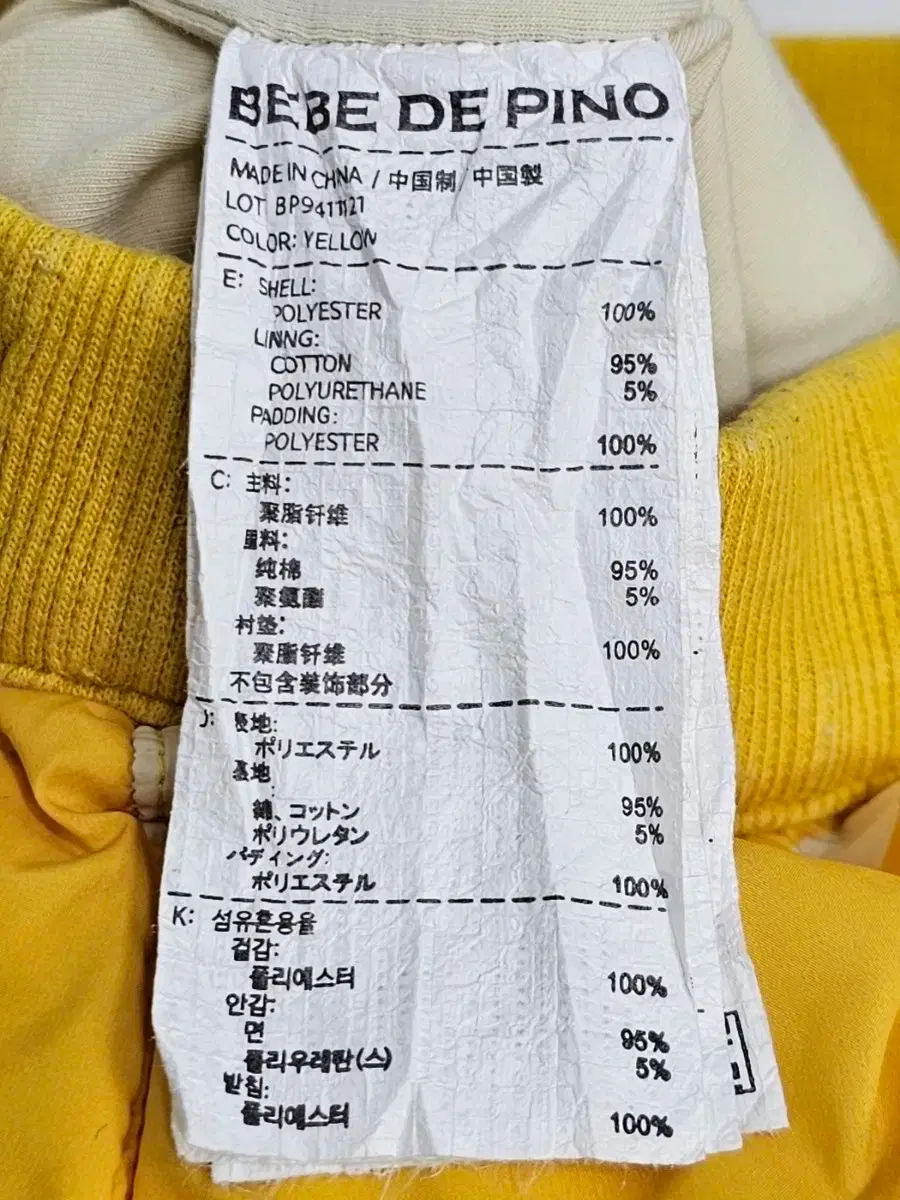 BEBE DE PINO
MADE IN CHINA / 中国制 / 中国製
LOT BP9411121
COLOR: YELLOW
E: SHELL:
POLYESTER 100%
LINNG:
COTTON 95%
POLYURETHANE 5%
PADDING:
POLYESTER 100%
C: 主料:
聚脂钎维 100%
里料:
纯棉 95%
聚氨酯 5%
衬垫:
聚脂钎维 100%
不包含装饰部分
J: 表地:
ポリエステル 100%
裏地
:
綿、コットン 95%
ポリウレタン 5%
パディング:
ポリエステル 100%
K: 섬유혼용율
겉감:
폴리에스터 100%
안감:
면 95%
폴리우레탄(스) 5%
받침:
폴리에스터 100%